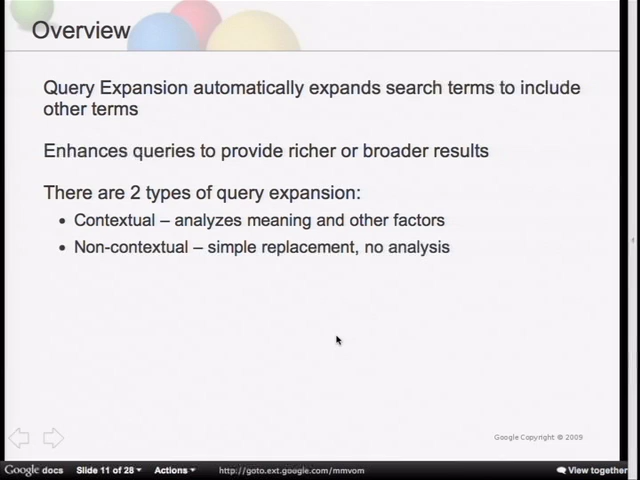 Overview
Query Expansion automatically expands search terms to include
other terms
Enhances queries to provide richer or broader results
There are 2 types of query expansion:
• Contextual – analyzes meaning and other factors
• Non-contextual – simple replacement, no analysis
Google Copyright © 2009
Google docs Slide 11 of 28 Actions http://goto.ext.google.com/mmvom View together